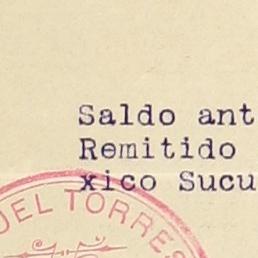 Saldo ant
Remitido
xico Sucu
UEL TORRES